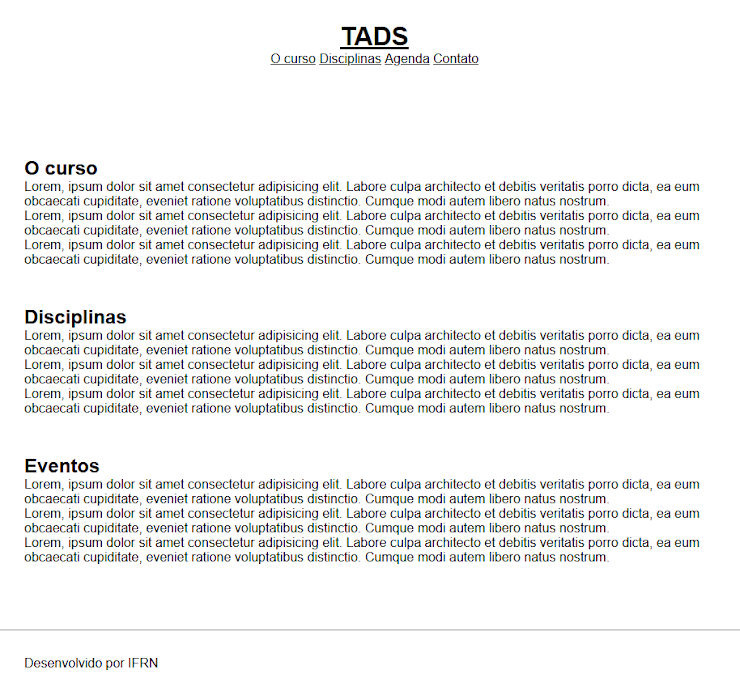 TADS
O curso Disciplinas Agenda Contato
O curso
Lorem, ipsum dolor sit amet consectetur adipisicing elit. Labore culpa architecto et debitis veritatis porro dicta, ea eum
obcaecati cupiditate, eveniet ratione voluptatibus distinctio. Cumque modi autem libero natus nostrum.
Lorem, ipsum dolor sit amet consectetur adipisicing elit. Labore culpa architecto et debitis veritatis porro dicta, ea eum
obcaecati cupiditate, eveniet ratione voluptatibus distinctio. Cumque modi autem libero natus nostrum.
Lorem, ipsum dolor sit amet consectetur adipisicing elit. Labore culpa architecto et debitis veritatis porro dicta, ea eum
obcaecati cupiditate, eveniet ratione voluptatibus distinctio. Cumque modi autem libero natus nostrum.
Disciplinas
Lorem, ipsum dolor sit amet consectetur adipisicing elit. Labore culpa architecto et debitis veritatis porro dicta, ea eum
obcaecati cupiditate, eveniet ratione voluptatibus distinctio. Cumque modi autem libero natus nostrum.
Lorem, ipsum dolor sit amet consectetur adipisicing elit. Labore culpa architecto et debitis veritatis porro dicta, ea eum
obcaecati cupiditate, eveniet ratione voluptatibus distinctio. Cumque modi autem libero natus nostrum.
Lorem, ipsum dolor sit amet consectetur adipisicing elit. Labore culpa architecto et debitis veritatis porro dicta, ea eum
obcaecati cupiditate, eveniet ratione voluptatibus distinctio. Cumque modi autem libero natus nostrum.
Eventos
Lorem, ipsum dolor sit amet consectetur adipisicing elit. Labore culpa architecto et debitis veritatis porro dicta, ea eum
obcaecati cupiditate, eveniet ratione voluptatibus distinctio. Cumque modi autem libero natus nostrum.
Lorem, ipsum dolor sit amet consectetur adipisicing elit. Labore culpa architecto et debitis veritatis porro dicta, ea eum
obcaecati cupiditate, eveniet ratione voluptatibus distinctio. Cumque modi autem libero natus nostrum.
Lorem, ipsum dolor sit amet consectetur adipisicing elit. Labore culpa architecto et debitis veritatis porro dicta, ea eum
obcaecati cupiditate, eveniet ratione voluptatibus distinctio. Cumque modi autem libero natus nostrum.
Desenvolvido por IFRN